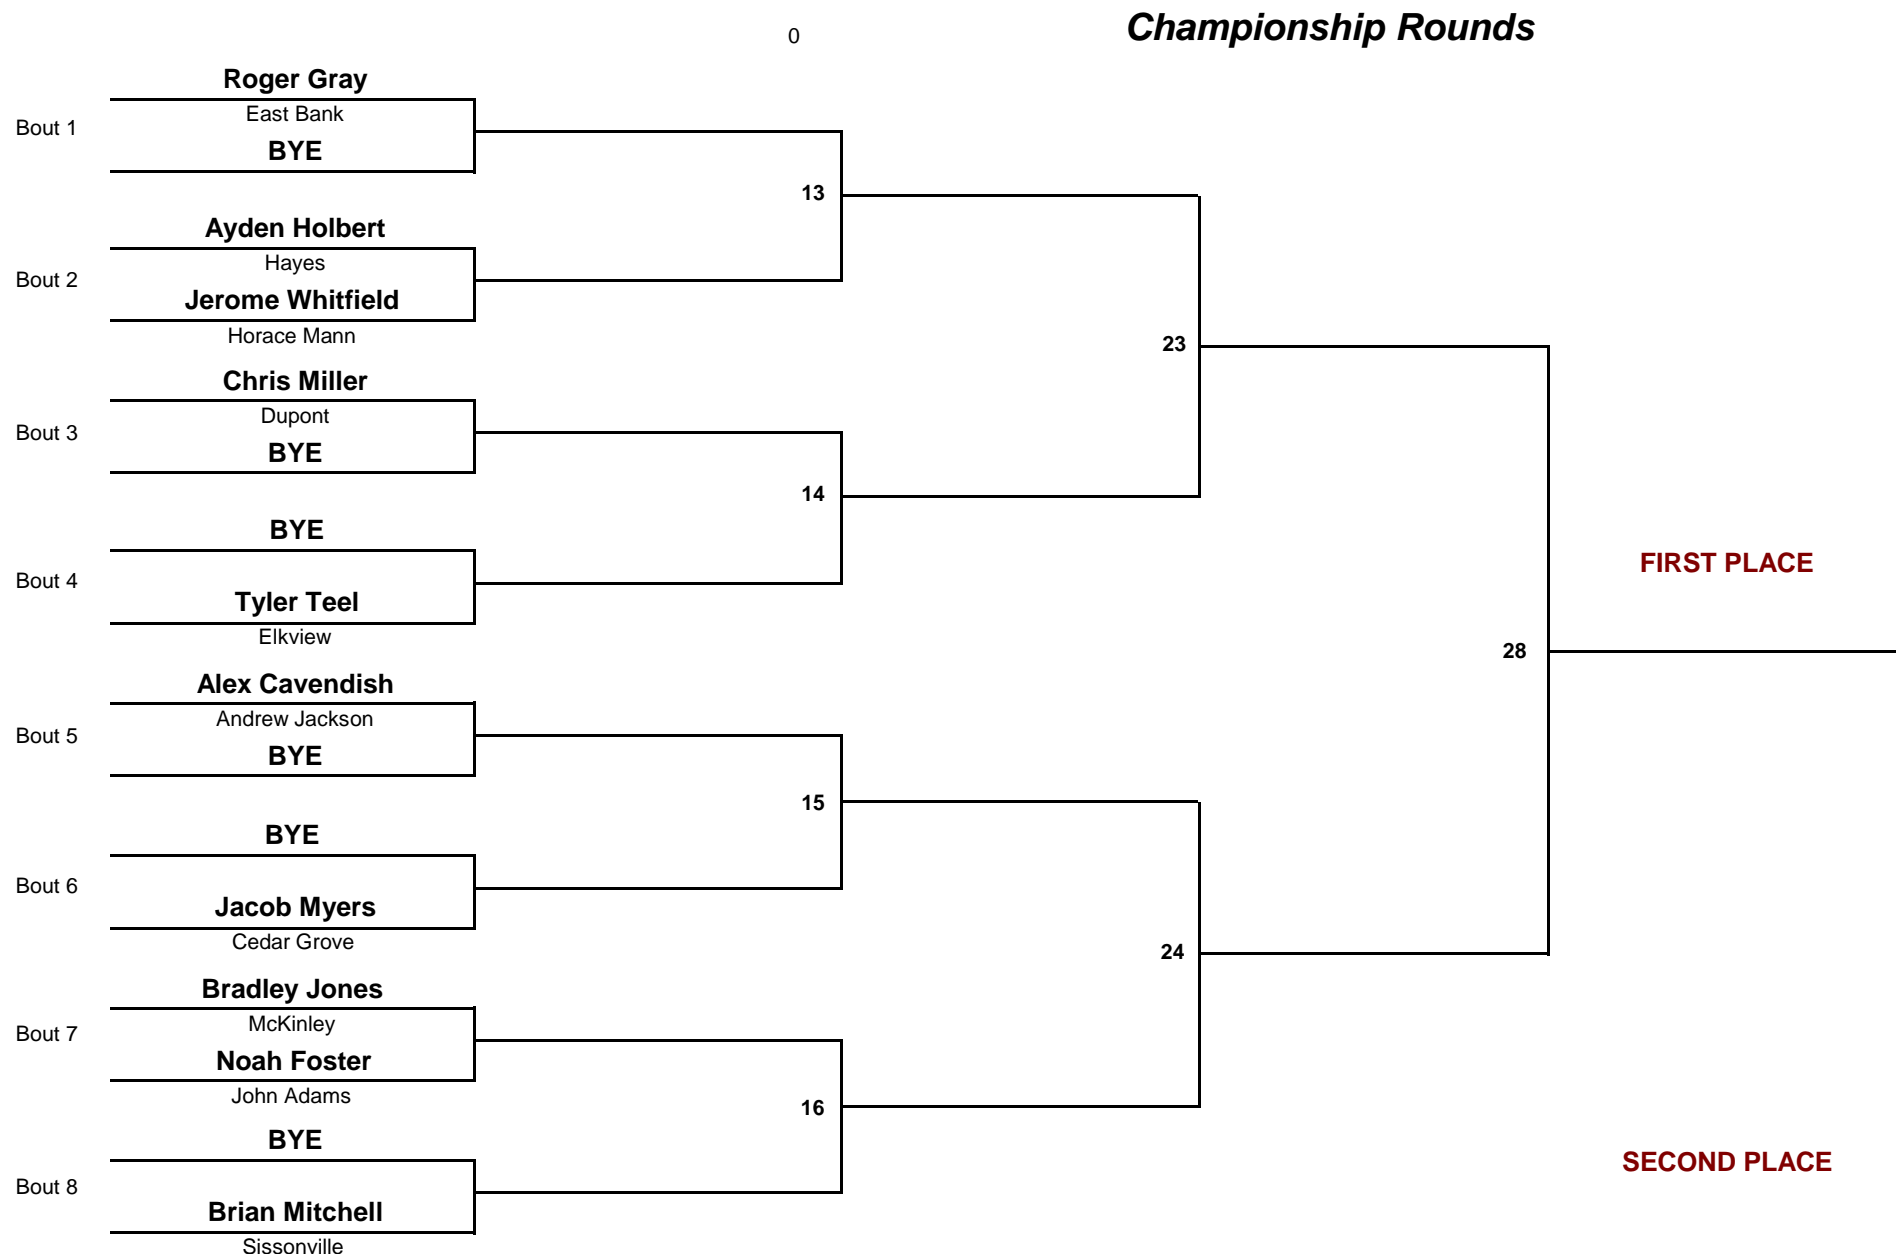 0
Championship Rounds
Roger Gray
East Bank
Bout 1
BYE
13
Ayden Holbert
Hayes
Bout 2
Jerome Whitfield
Horace Mann
23
Chris Miller
Dupont
Bout 3
BYE
14
BYE
FIRST PLACE
Bout 4
Tyler Teel
Elkview
28
Alex Cavendish
Andrew Jackson
Bout 5
BYE
15
BYE
Bout 6
Jacob Myers
Cedar Grove
24
Bradley Jones
McKinley
Bout 7
Noah Foster
John Adams
16
BYE
SECOND PLACE
Bout 8
Brian Mitchell
Sissonville